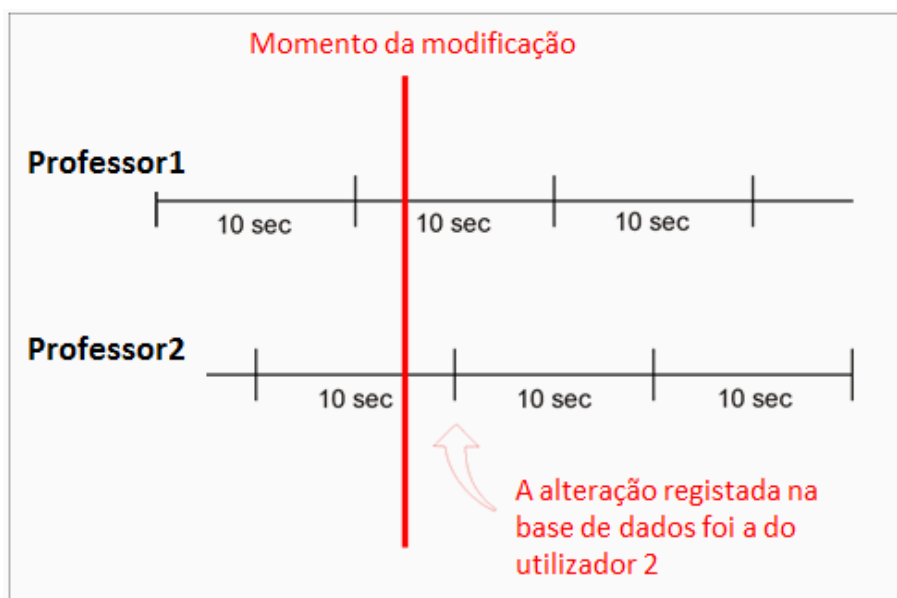 Momento da modificação
Professor1
10 sec
10 sec
10 sec
Professor2
10 sec
10 sec
10 sec
A alteração registada na
base de dados foi a do
utilizador 2